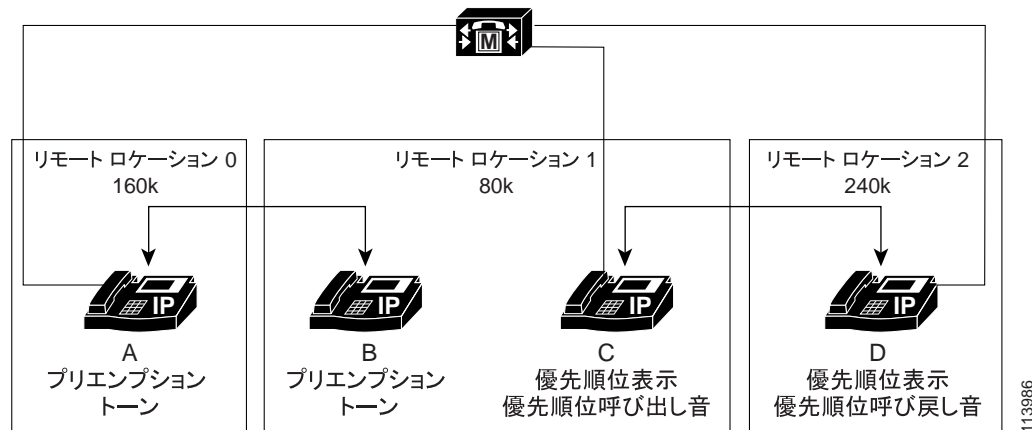 M
リモート ロケーション 0
160k
リモート ロケーション 1
80k
リモート ロケーション 2
240k
IP
IP
IP
IP
A
プリエンプション
トーン
B
プリエンプション
トーン
C
優先順位表示
優先順位呼び出し音
D
優先順位表示
優先順位呼び戻し音
113986